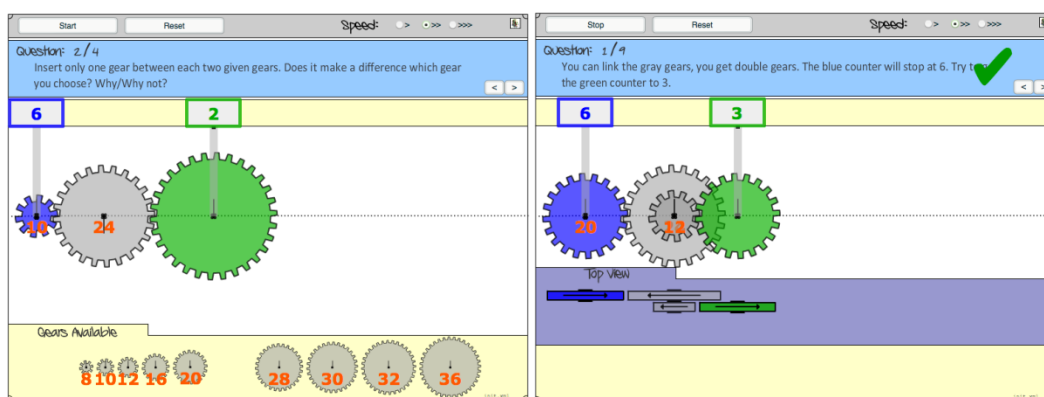 Start
Reset
Speed: > >> >>>
Question: 2/4
Insert only one gear between each two given gears. Does it make a difference which gear
you choose? Why/Why not?
< >
6
2
10
24
Gears Available
8 10 12 16 20 28 30 32 36
Stop
Reset
Speed: > >> >>>
Question: 1/9
You can link the gray gears, you get double gears. The blue counter will stop at 6. Try
the green counter to 3.
< >
6
3
20
12
Top View